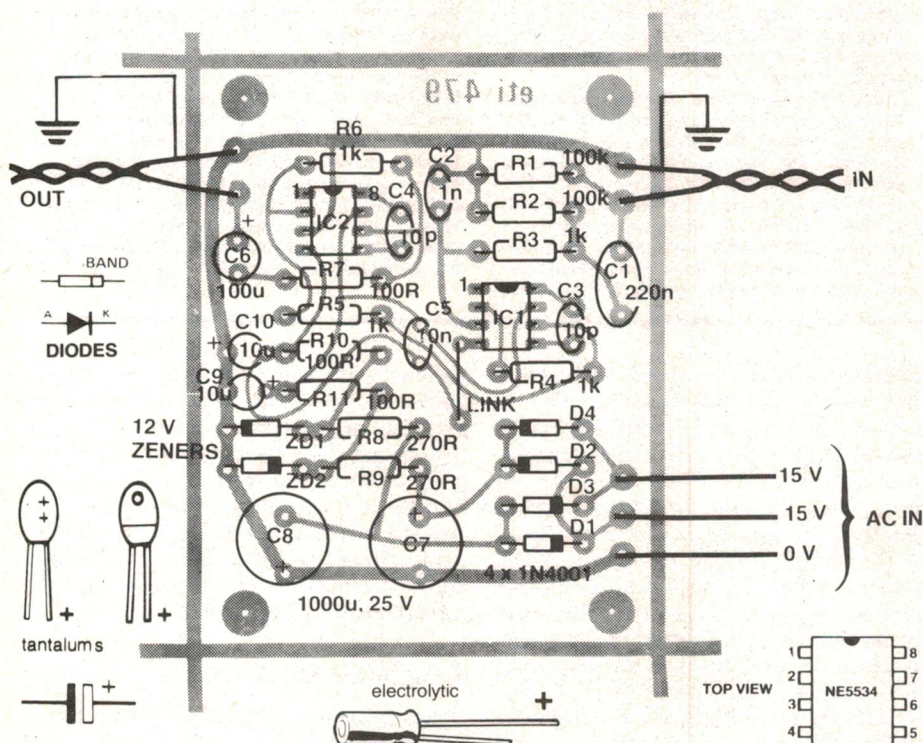 eti 479
R6
1k
C2
1n
R1
100k
IN
OUT
1
8
C4
R2
100k
IC2
10p
R3
1k
C6
100u
BAND
R7
100R
C1
220n
1
C3
IC1
10p
A
K
DIODES
R5
1k
C10
10u
R10
100R
C5
10n
R4
1k
C9
10u
R11
100R
LINK
12 V
ZENERS
ZD1
R8
270R
D4
D2
ZD2
R9
270R
D3
D1
15 V
15 V
0 V
AC IN
C8
C7
4 x 1N4001
1000u, 25 V
tantalums
electrolytic
TOP VIEW
NE5534
1
2
3
4
8
7
6
5